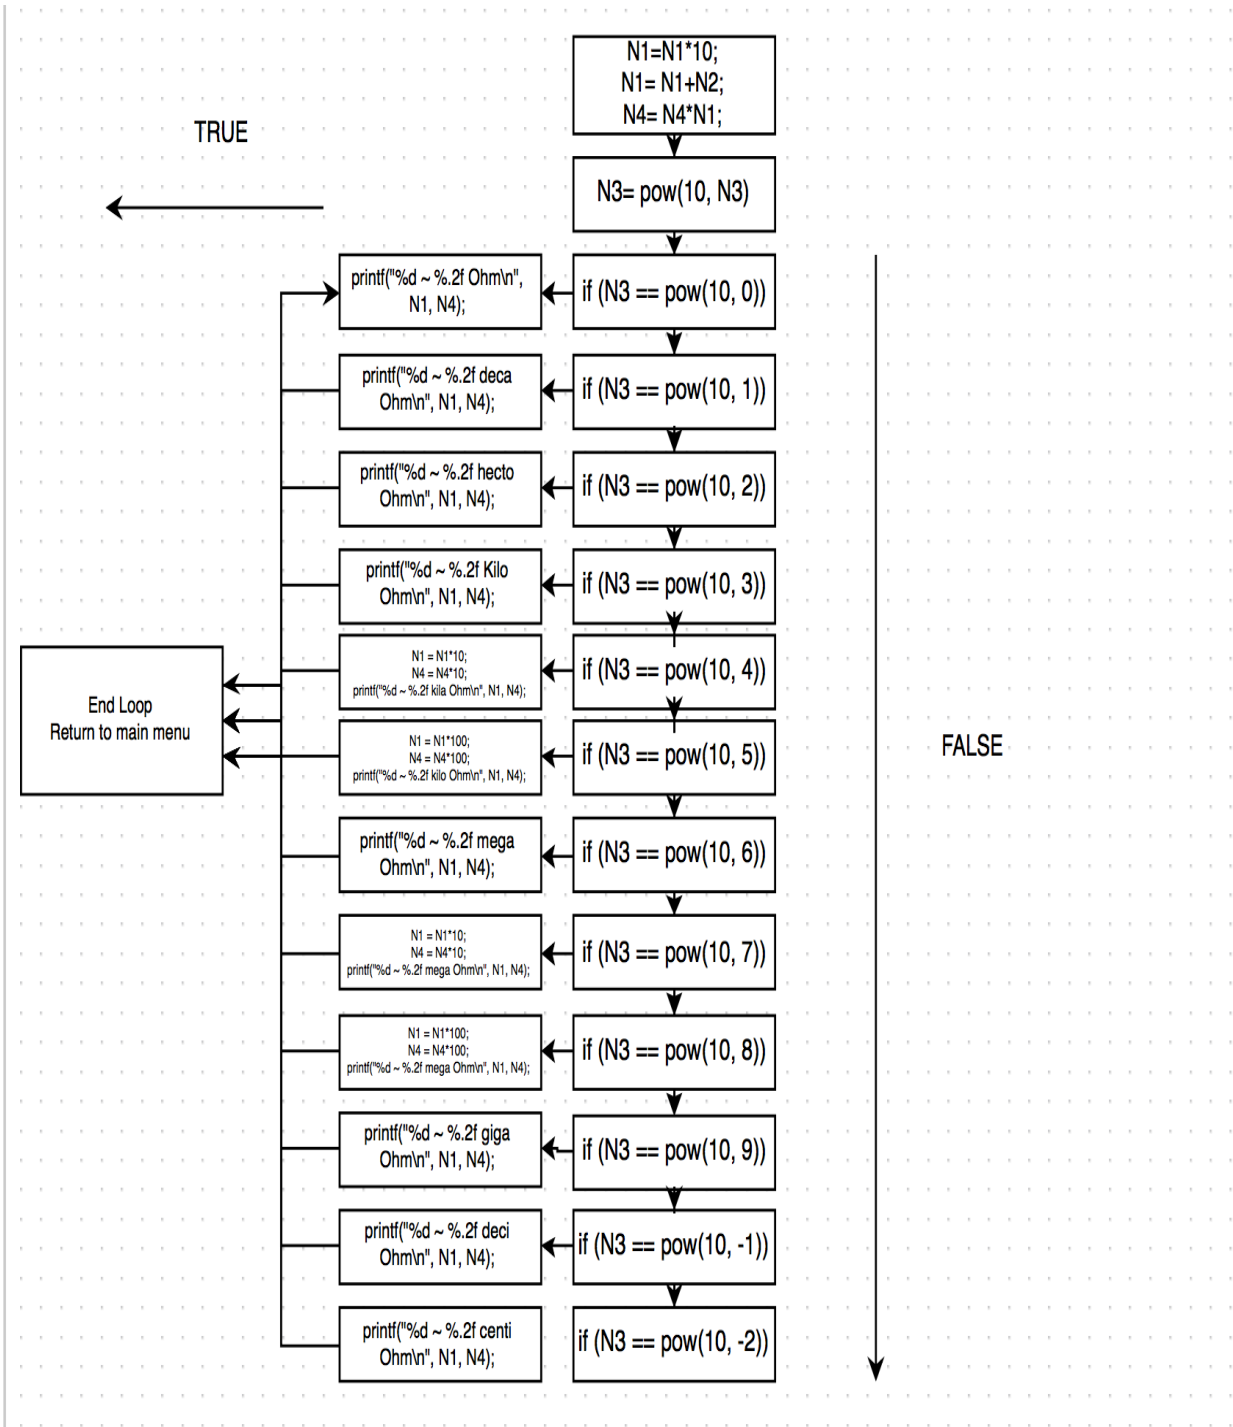 N1=N1*10;
N1= N1+N2;
N4= N4*N1;
TRUE
N3= pow(10, N3)
printf("%d ~ %.2f Ohm\n",
N1, N4);
if (N3 == pow(10, 0))
printf("%d ~ %.2f deca
Ohm\n", N1, N4);
if (N3 == pow(10, 1))
printf("%d ~ %.2f hecto
Ohm\n", N1, N4);
if (N3 == pow(10, 2))
printf("%d ~ %.2f Kilo
Ohm\n", N1, N4);
if (N3 == pow(10, 3))
N1 = N1*10;
N4 = N4*10;
printf("%d ~ %.2f kila Ohm\n", N1, N4);
if (N3 == pow(10, 4))
End Loop
Return to main menu
N1 = N1*100;
N4 = N4*100;
printf("%d ~ %.2f kilo Ohm\n", N1, N4);
if (N3 == pow(10, 5))
FALSE
printf("%d ~ %.2f mega
Ohm\n", N1, N4);
if (N3 == pow(10, 6))
N1 = N1*10;
N4 = N4*10;
printf("%d ~ %.2f mega Ohm\n", N1, N4);
if (N3 == pow(10, 7))
N1 = N1*100;
N4 = N4*100;
printf("%d ~ %.2f mega Ohm\n", N1, N4);
if (N3 == pow(10, 8))
printf("%d ~ %.2f giga
Ohm\n", N1, N4);
if (N3 == pow(10, 9))
printf("%d ~ %.2f deci
Ohm\n", N1, N4);
if (N3 == pow(10, -1))
printf("%d ~ %.2f centi
Ohm\n", N1, N4);
if (N3 == pow(10, -2))